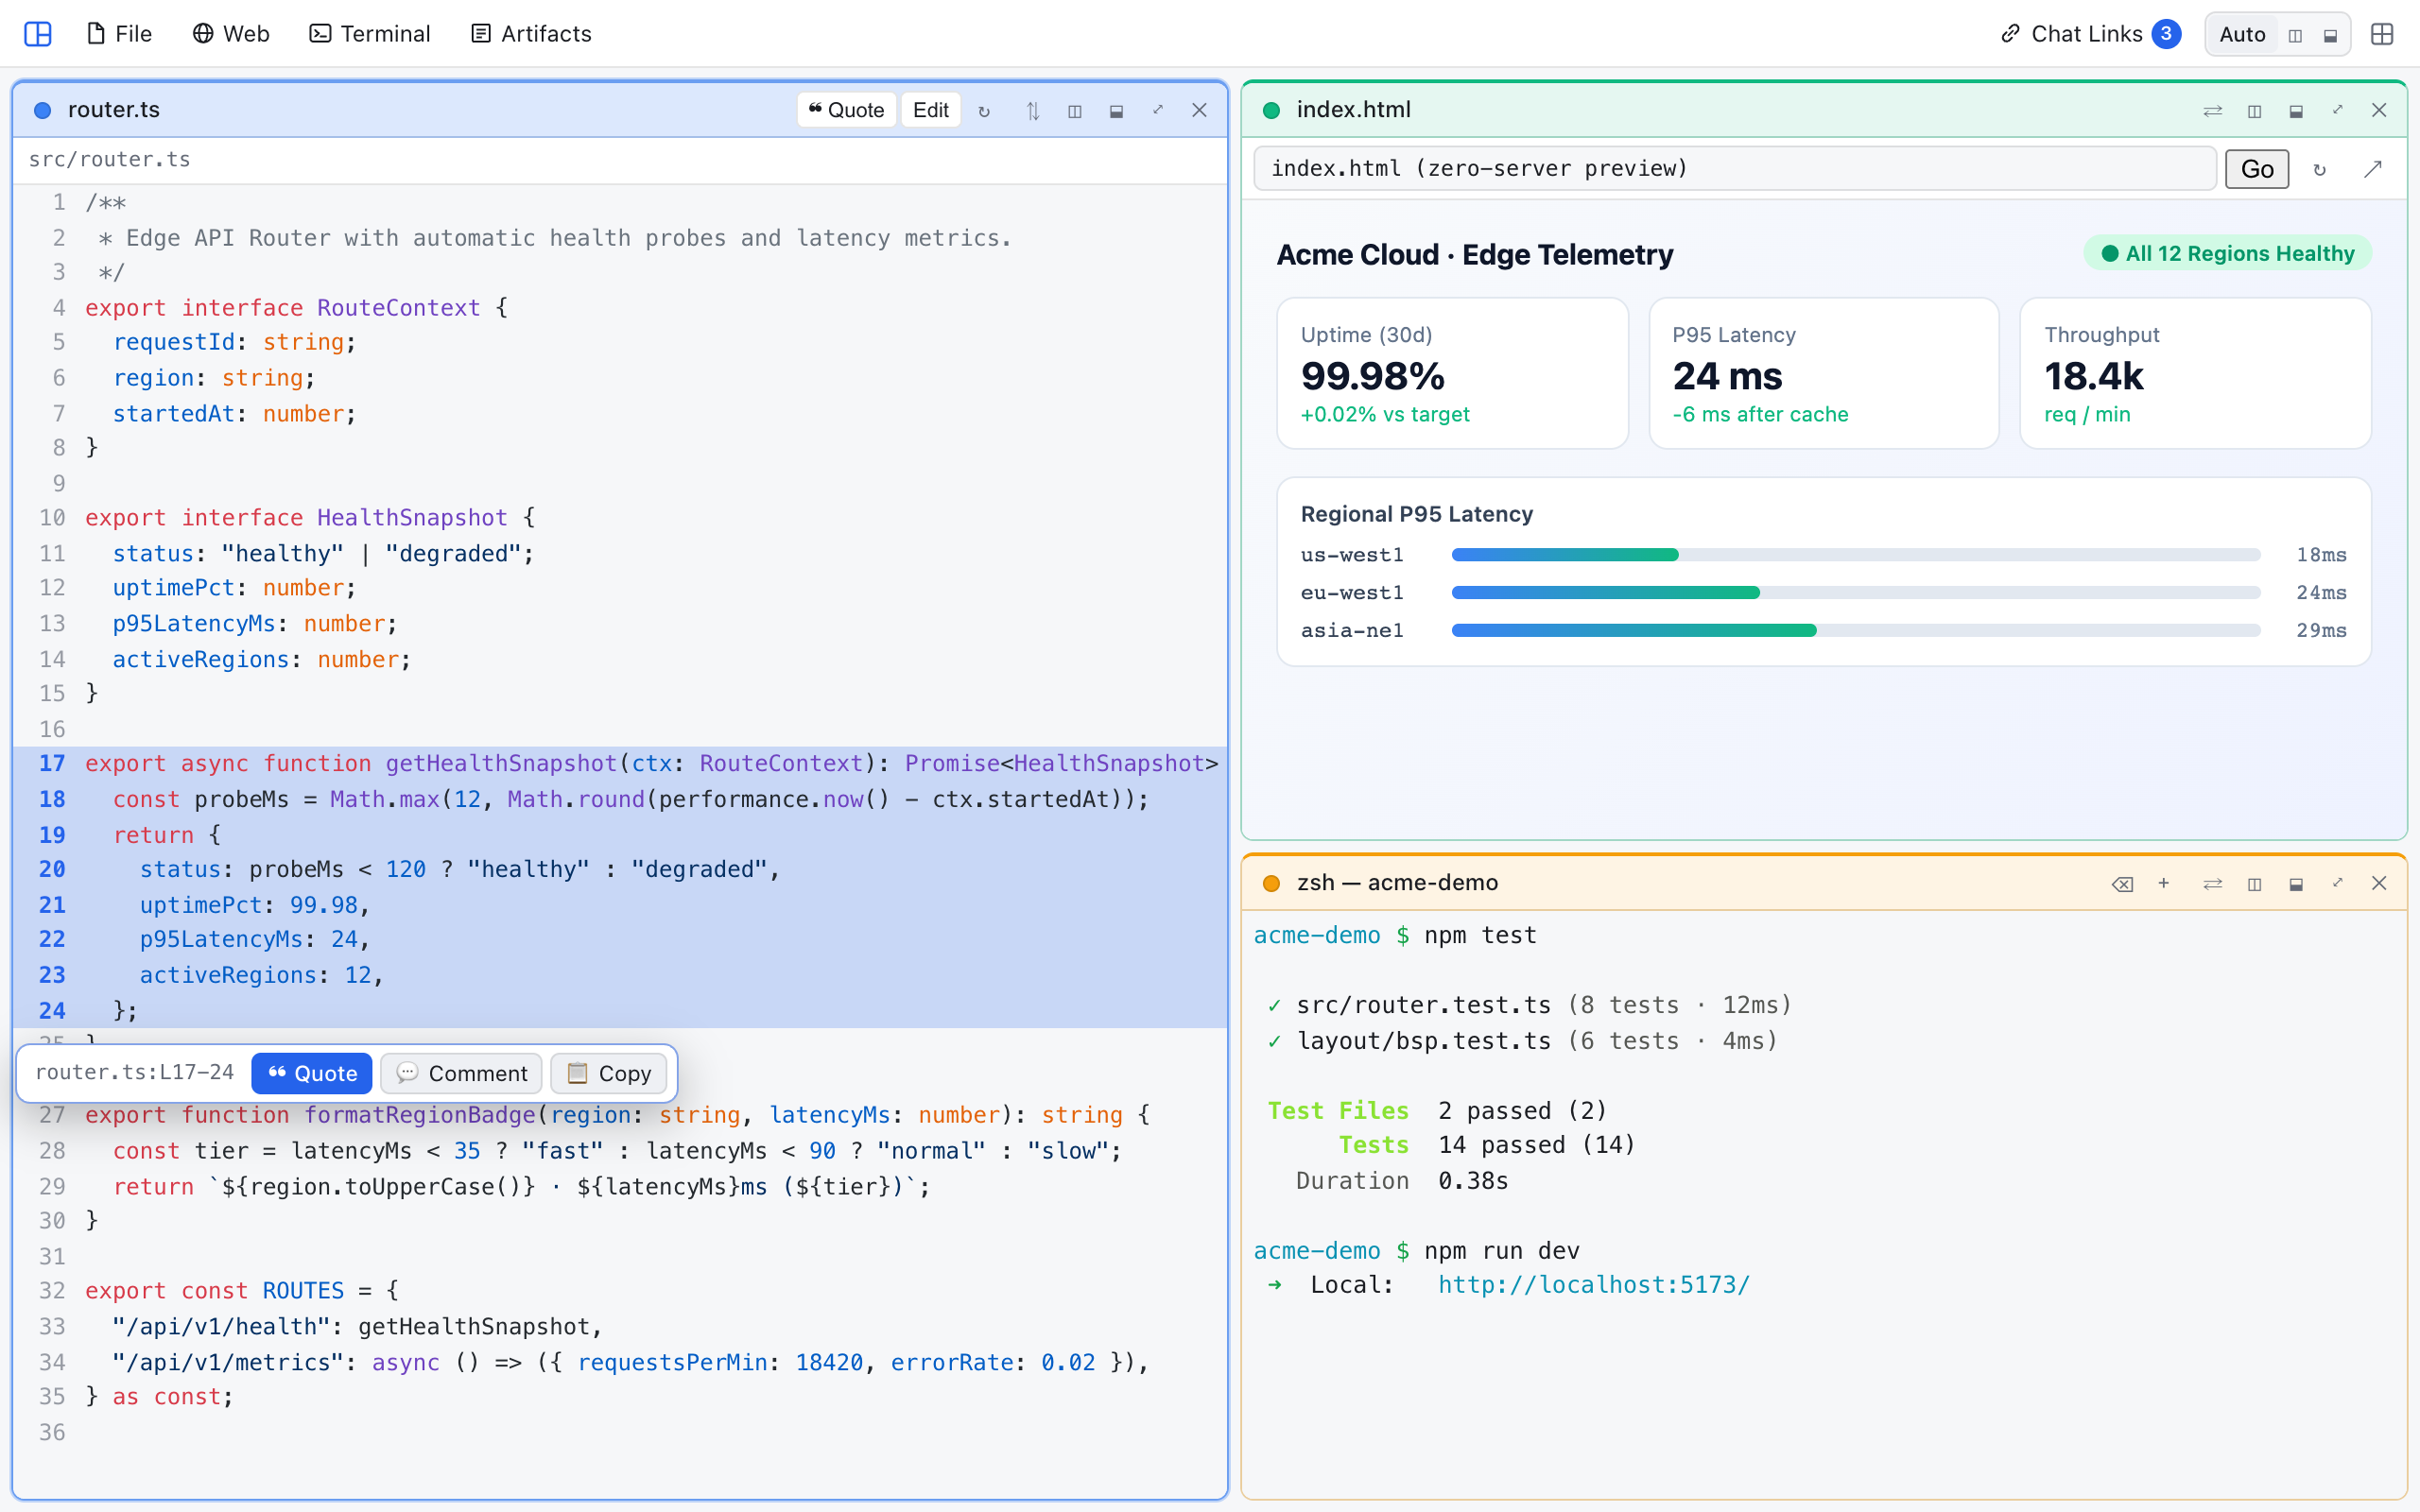 File Web Terminal Artifacts Chat Links 3 Auto
router.ts Quote Edit
src/router.ts
1 /**
2  * Edge API Router with automatic health probes and latency metrics.
3  */
4 export interface RouteContext {
5   requestId: string;
6   region: string;
7   startedAt: number;
8 }
9
10 export interface HealthSnapshot {
11   status: "healthy" | "degraded";
12   uptimePct: number;
13   p95LatencyMs: number;
14   activeRegions: number;
15 }
16
17 export async function getHealthSnapshot(ctx: RouteContext): Promise<HealthSnapshot>
18   const probeMs = Math.max(12, Math.round(performance.now() - ctx.startedAt));
19   return {
20     status: probeMs < 120 ? "healthy" : "degraded",
21     uptimePct: 99.98,
22     p95LatencyMs: 24,
23     activeRegions: 12,
24   };
router.ts:L17-24 Quote Comment Copy
27 export function formatRegionBadge(region: string, latencyMs: number): string {
28   const tier = latencyMs < 35 ? "fast" : latencyMs < 90 ? "normal" : "slow";
29   return `${region.toUpperCase()} · ${latencyMs}ms (${tier})`;
30 }
31
32 export const ROUTES = {
33   "/api/v1/health": getHealthSnapshot,
34   "/api/v1/metrics": async () => ({ requestsPerMin: 18420, errorRate: 0.02 }),
35 } as const;
36
index.html
index.html (zero-server preview) Go
Acme Cloud · Edge Telemetry
All 12 Regions Healthy
Uptime (30d)
99.98%
+0.02% vs target
P95 Latency
24 ms
-6 ms after cache
Throughput
18.4k
req / min
Regional P95 Latency
us-west1 18ms
eu-west1 24ms
asia-ne1 29ms
zsh — acme-demo
acme-demo $ npm test
✓ src/router.test.ts (8 tests · 12ms)
✓ layout/bsp.test.ts (6 tests · 4ms)
Test Files 2 passed (2)
Tests 14 passed (14)
Duration 0.38s
acme-demo $ npm run dev
➜ Local: http://localhost:5173/